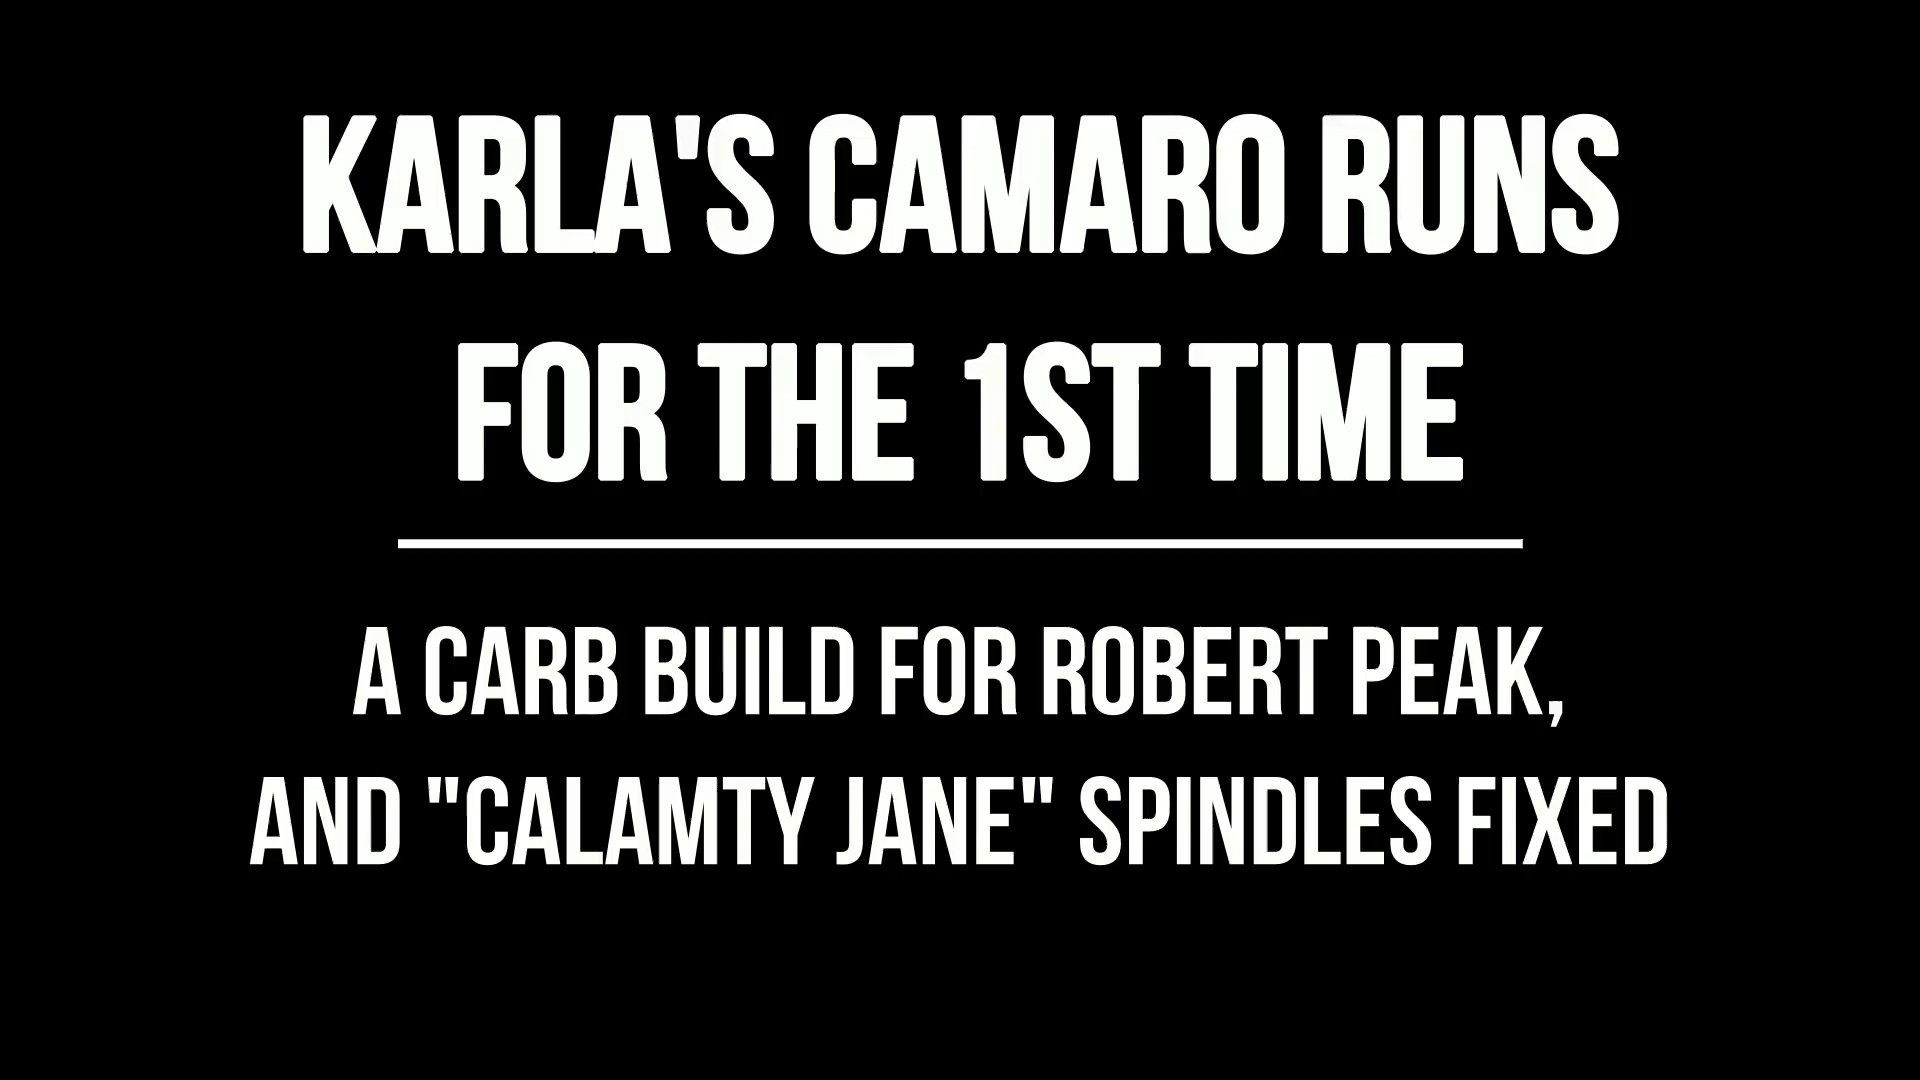 KARLA'S CAMARO RUNS
FOR THE 1ST TIME
A CARB BUILD FOR ROBERT PEAK,
AND "CALAMTY JANE" SPINDLES FIXED